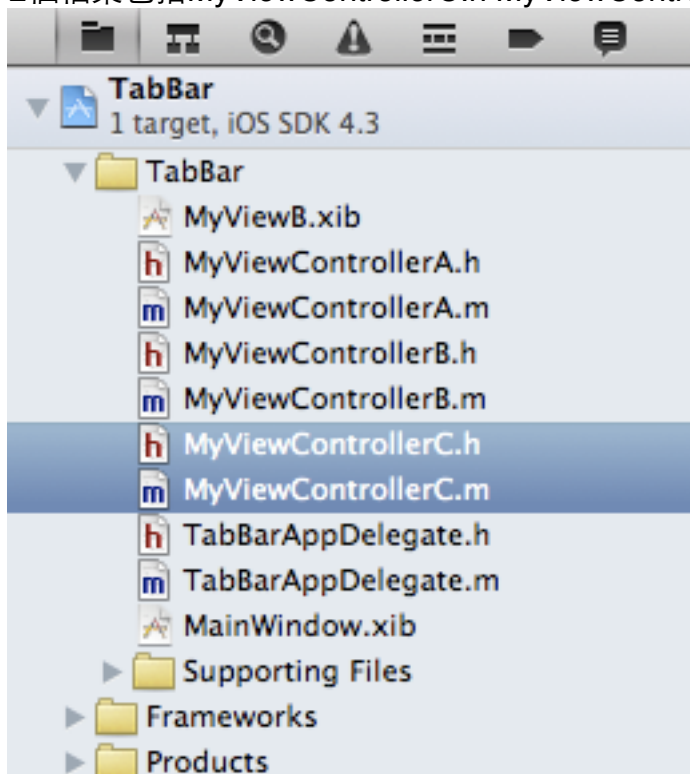 TabBar
1 target, iOS SDK 4.3
TabBar
MyViewB.xib
h MyViewControllerA.h
m MyViewControllerA.m
h MyViewControllerB.h
m MyViewControllerB.m
h MyViewControllerC.h
m MyViewControllerC.m
h TabBarAppDelegate.h
m TabBarAppDelegate.m
MainWindow.xib
Supporting Files
Frameworks
Products